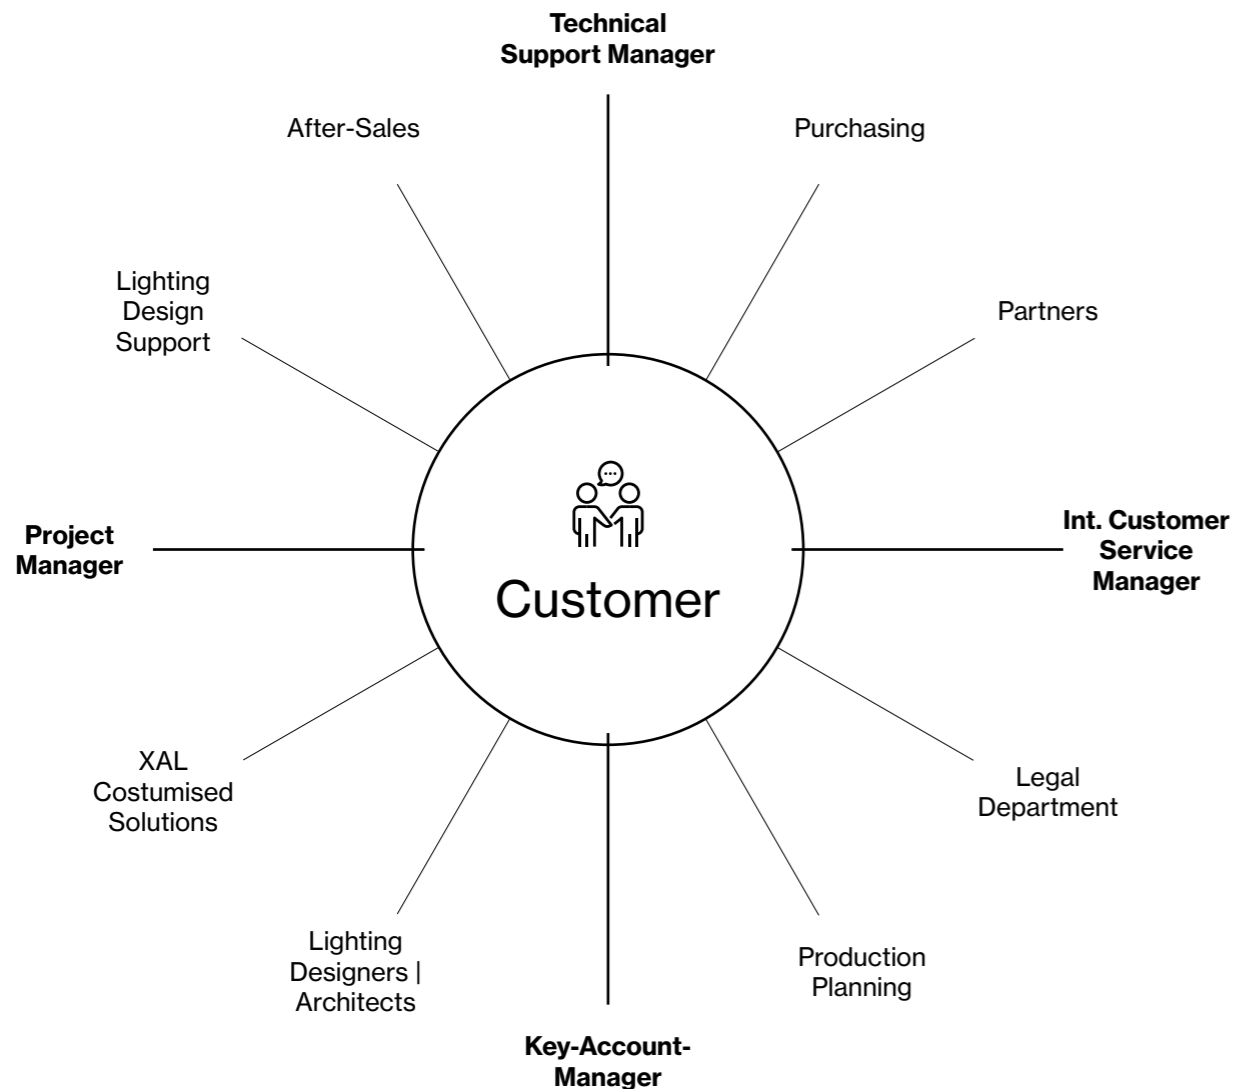 Technical
Support Manager
After-Sales
Purchasing
Lighting
Design
Support
Partners
Project
Manager
Customer
Int. Customer
Service
Manager
XAL
Costumised
Solutions
Legal
Department
Lighting
Designers |
Architects
Production
Planning
Key-Account-
Manager